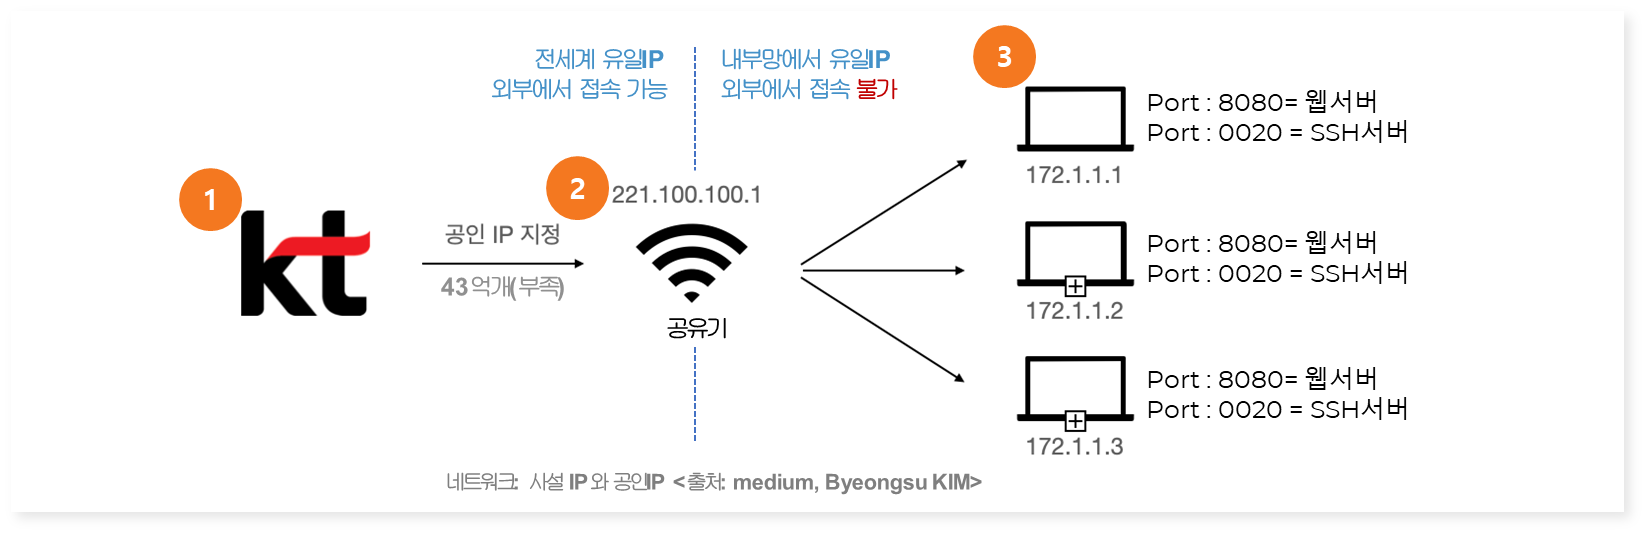 전세계 유일IP
외부에서 접속 가능
내부망에서 유일IP
외부에서 접속 불가
1
kt
공인 IP 지정
43억개(부족)
2
221.100.100.1
공유기
3
Port : 8080= 웹서버
Port : 0020 = SSH서버
172.1.1.1
Port : 8080= 웹서버
Port : 0020 = SSH서버
172.1.1.2
Port : 8080= 웹서버
Port : 0020 = SSH서버
172.1.1.3
네트워크: 사설 IP 와 공인IP <출처: medium, Byeongsu KIM>